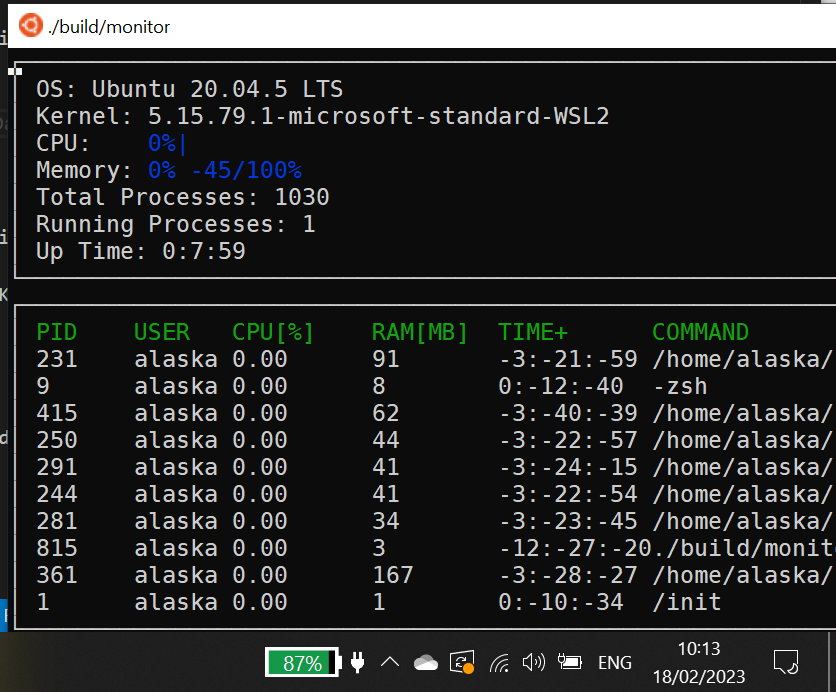 ./build/monitor
OS: Ubuntu 20.04.5 LTS
Kernel: 5.15.79.1-microsoft-standard-WSL2
CPU: 0%|
Memory: 0% -45/100%
Total Processes: 1030
Running Processes: 1
Up Time: 0:7:59
PID USER CPU[%] RAM[MB] TIME+ COMMAND
231 alaska 0.00 91 -3:-21:-59 /home/alaska/
9 alaska 0.00 8 0:-12:-40 -zsh
415 alaska 0.00 62 -3:-40:-39 /home/alaska/
250 alaska 0.00 44 -3:-22:-57 /home/alaska/
291 alaska 0.00 41 -3:-24:-15 /home/alaska/
244 alaska 0.00 41 -3:-22:-54 /home/alaska/
281 alaska 0.00 34 -3:-23:-45 /home/alaska/
815 alaska 0.00 3 -12:-27:-20./build/monit
361 alaska 0.00 167 -3:-28:-27 /home/alaska/
1 alaska 0.00 1 0:-10:-34 /init
87% ENG 10:13
18/02/2023